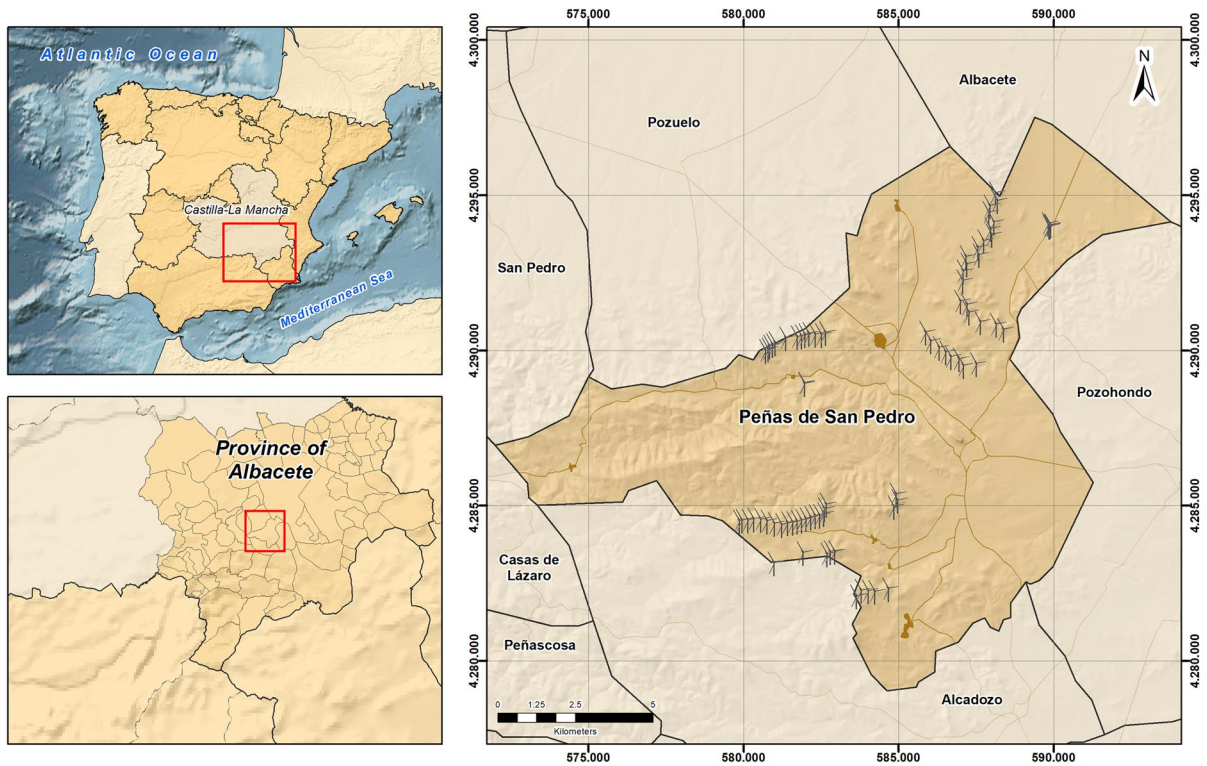 Atlantic Ocean
Castilla-La Mancha
Mediterranean Sea
Province of
Albacete
575.000
580.000
585.000
590.000
4.300.000
4.300.000
N
Albacete
Pozuelo
4.295.000
4.295.000
San Pedro
4.290.000
4.290.000
Pozohondo
Peñas de San Pedro
4.285.000
4.285.000
Casas de
Lázaro
Peñascosa
4.280.000
4.280.000
Alcadozo
0 1.25 2.5 5
Kilometers
575.000
580.000
585.000
590.000